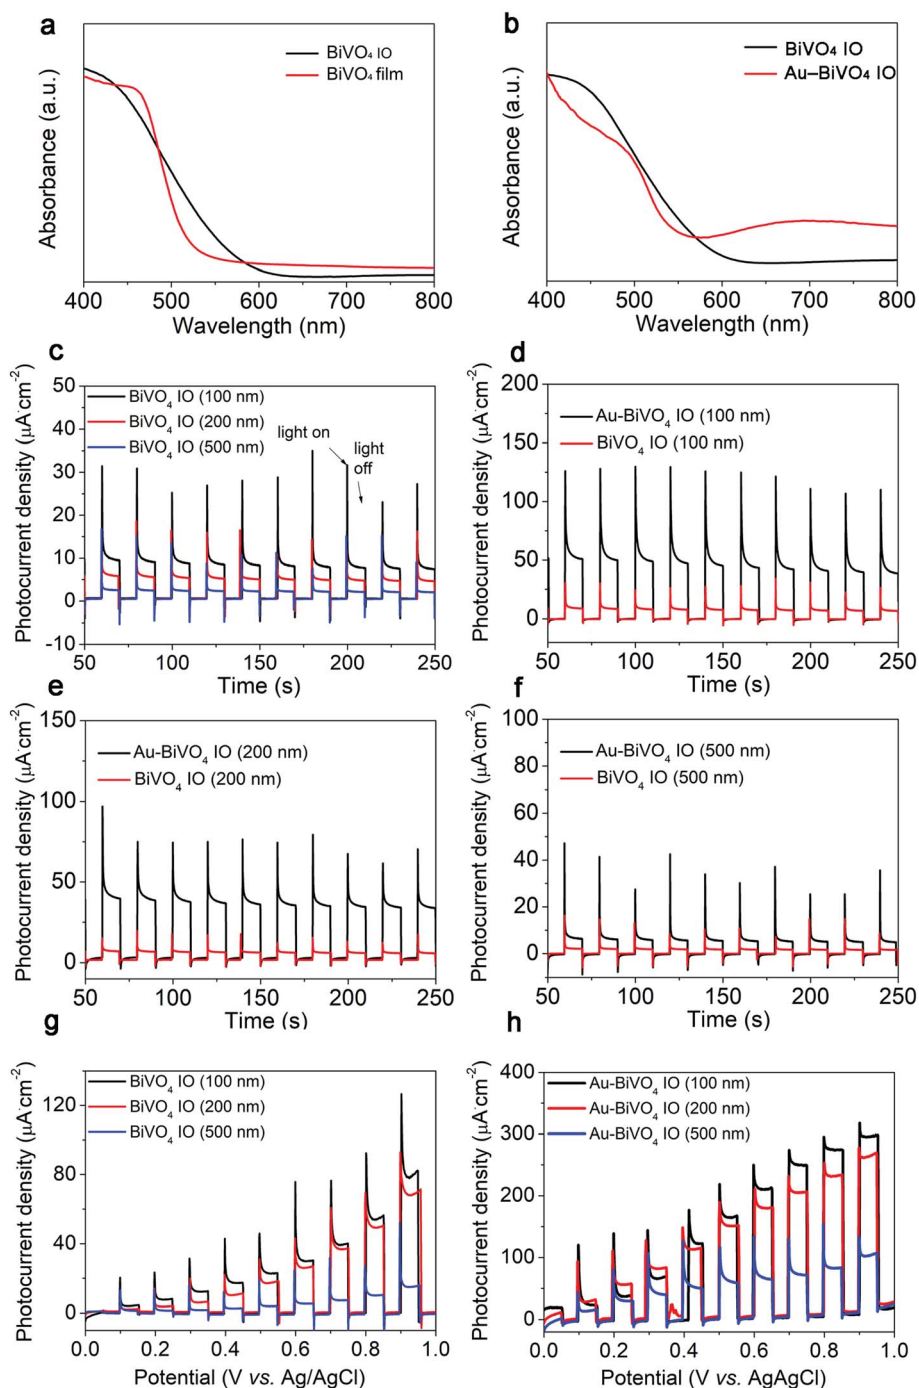 a
BiVO₄ IO
BiVO₄ film
Absorbance (a.u.)
400 500 600 700 800
Wavelength (nm)
b
BiVO₄ IO
Au–BiVO₄ IO
Absorbance (a.u.)
400 500 600 700 800
Wavelength (nm)
c
50
40
30
20
10
0
-10
BiVO₄ IO (100 nm)
BiVO₄ IO (200 nm)
BiVO₄ IO (500 nm)
light on
light
off
Photocurrent density (μA·cm⁻²)
50 100 150 200 250
Time (s)
d
200
150
100
50
0
Au-BiVO₄ IO (100 nm)
BiVO₄ IO (100 nm)
Photocurrent density (μA·cm⁻²)
50 100 150 200 250
Time (s)
e
150
100
50
0
Au-BiVO₄ IO (200 nm)
BiVO₄ IO (200 nm)
Photocurrent density (μA·cm⁻²)
50 100 150 200 250
Time (s)
f
100
80
60
40
20
0
Au-BiVO₄ IO (500 nm)
BiVO₄ IO (500 nm)
Photocurrent density (μA·cm⁻²)
50 100 150 200 250
Time (s)
g
120
80
40
0
BiVO₄ IO (100 nm)
BiVO₄ IO (200 nm)
BiVO₄ IO (500 nm)
Photocurrent density (μA·cm⁻²)
0.0 0.2 0.4 0.6 0.8 1.0
Potential (V vs. Ag/AgCl)
h
400
300
200
100
0
Au-BiVO₄ IO (100 nm)
Au-BiVO₄ IO (200 nm)
Au-BiVO₄ IO (500 nm)
Photocurrent density (μA·cm⁻²)
0.0 0.2 0.4 0.6 0.8 1.0
Potential (V vs. AgAgCl)